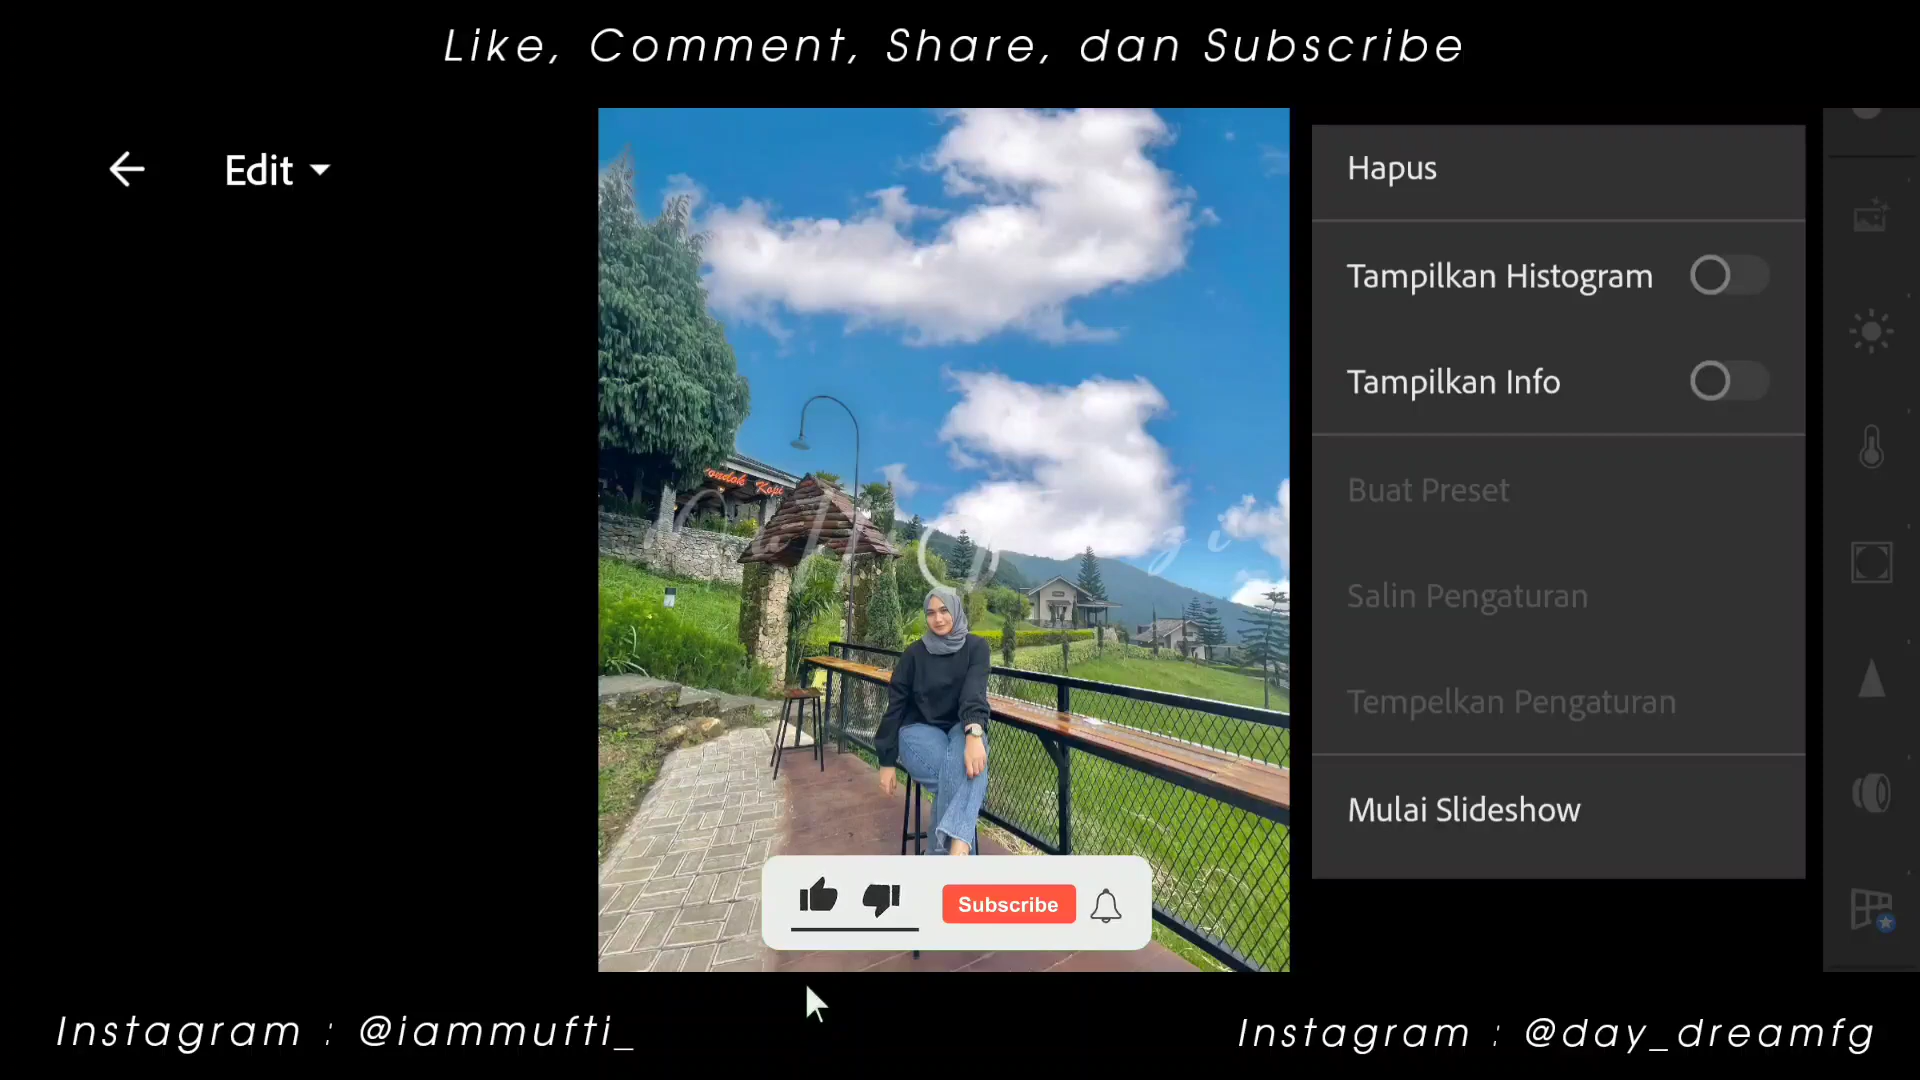 Like, Comment, Share, dan Subscribe
Edit
Hapus
Tampilkan Histogram
Tampilkan Info
Buat Preset
Salin Pengaturan
Tempelkan Pengaturan
Mulai Slideshow
Kopi
Subscribe
Instagram : @iammufti_
Instagram : @day_dreamfg